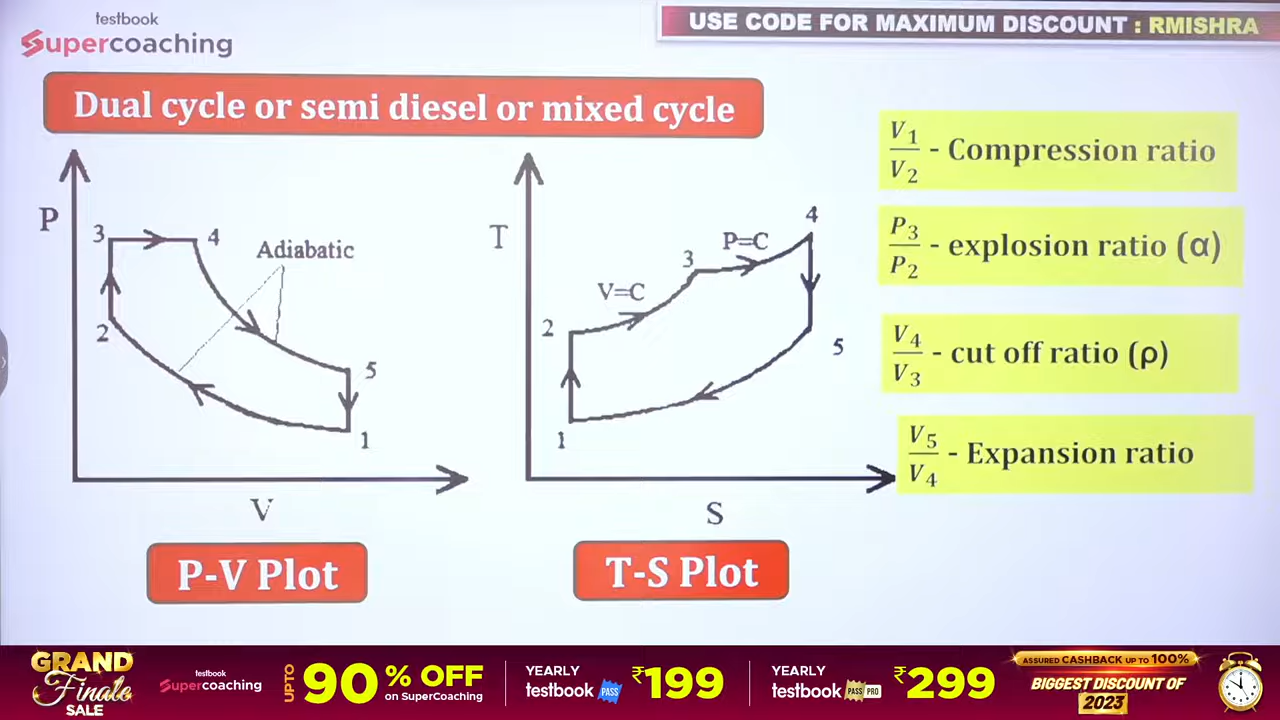 testbook
Supercoaching
USE CODE FOR MAXIMUM DISCOUNT : RMISHRA
Dual cycle or semi diesel or mixed cycle
P
3
4
Adiabatic
2
5
1
V
P-V Plot
T
4
P=C
3
V=C
2
5
1
S
T-S Plot
V1/V2 - Compression ratio
P3/P2 - explosion ratio (α)
V4/V3 - cut off ratio (ρ)
V5/V4 - Expansion ratio
GRAND
Finale
SALE
testbook
Supercoaching
UPTO 90% OFF
on SuperCoaching
YEARLY
testbook PASS
₹199
YEARLY
testbook PASS PRO
₹299
ASSURED CASHBACK UP TO 100%
BIGGEST DISCOUNT OF
2023